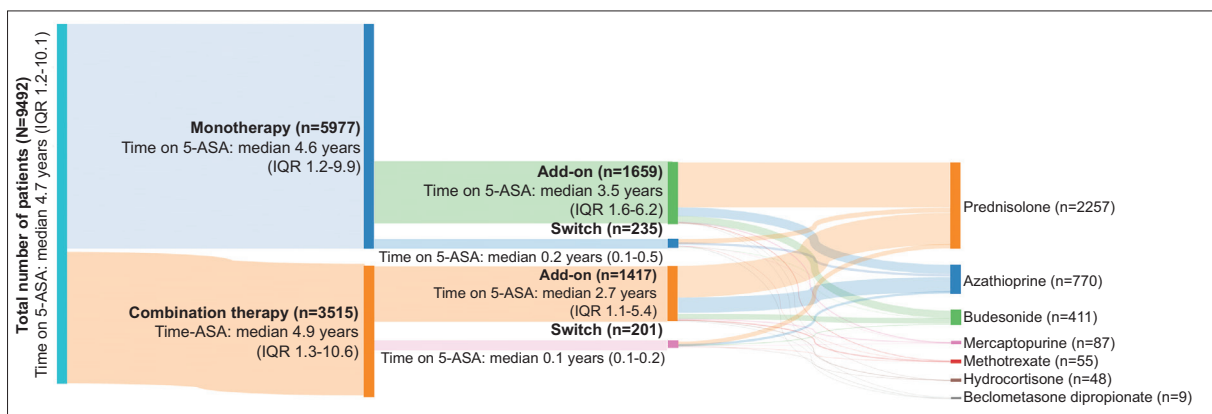 Total number of patients (N=9492)
Time on 5-ASA: median 4.7 years (IQR 1.2-10.1)
Monotherapy (n=5977)
Time on 5-ASA: median 4.6 years
(IQR 1.2-9.9)
Combination therapy (n=3515)
Time-ASA: median 4.9 years
(IQR 1.3-10.6)
Add-on (n=1659)
Time on 5-ASA: median 3.5 years
(IQR 1.6-6.2)
Switch (n=235)
Time on 5-ASA: median 0.2 years (0.1-0.5)
Add-on (n=1417)
Time on 5-ASA: median 2.7 years
(IQR 1.1-5.4)
Switch (n=201)
Time on 5-ASA: median 0.1 years (0.1-0.2)
Prednisolone (n=2257)
Azathioprine (n=770)
Budesonide (n=411)
Mercaptopurine (n=87)
Methotrexate (n=55)
Hydrocortisone (n=48)
Beclometasone dipropionate (n=9)